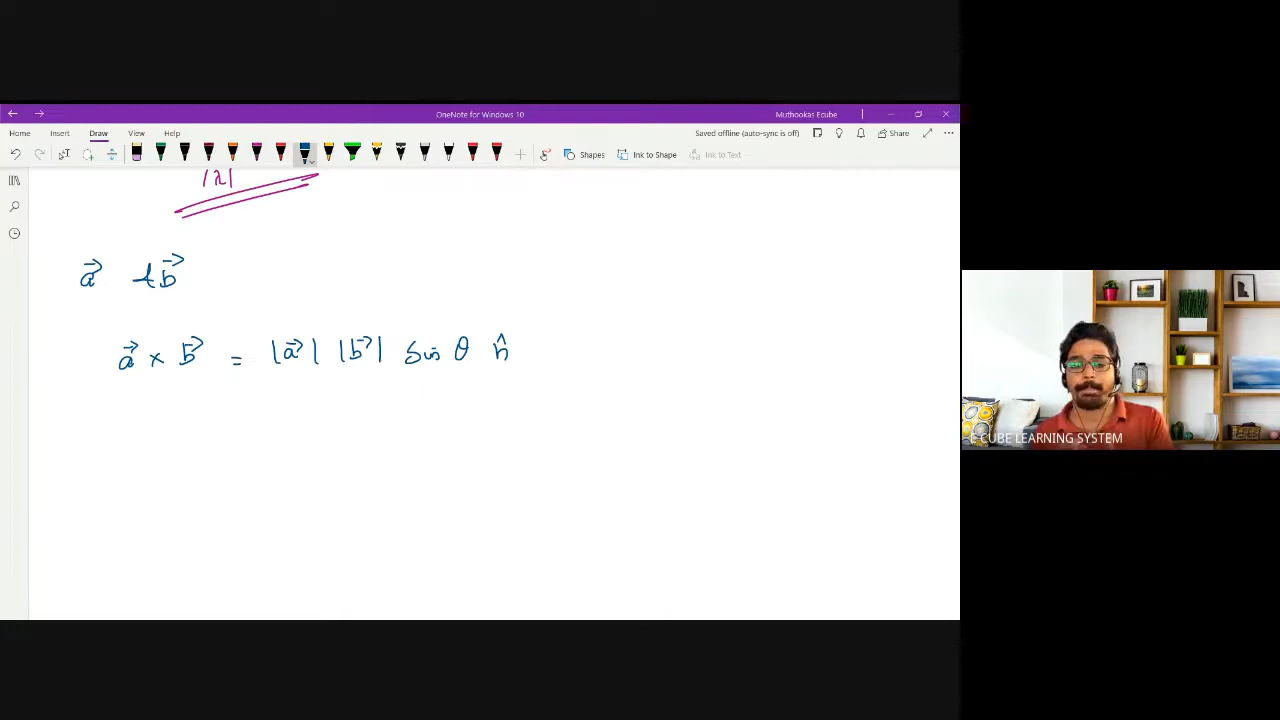 OneNote for Windows 10
Muthookas Ecube
Home Insert Draw View Help
Saved offline (auto-sync is off)
Share
Shapes
Ink to Shape
Ink to Text
|λ|
a⃗ & b⃗
a⃗ × b⃗ = |a⃗| |b⃗| Sin θ n̂
E CUBE LEARNING SYSTEM